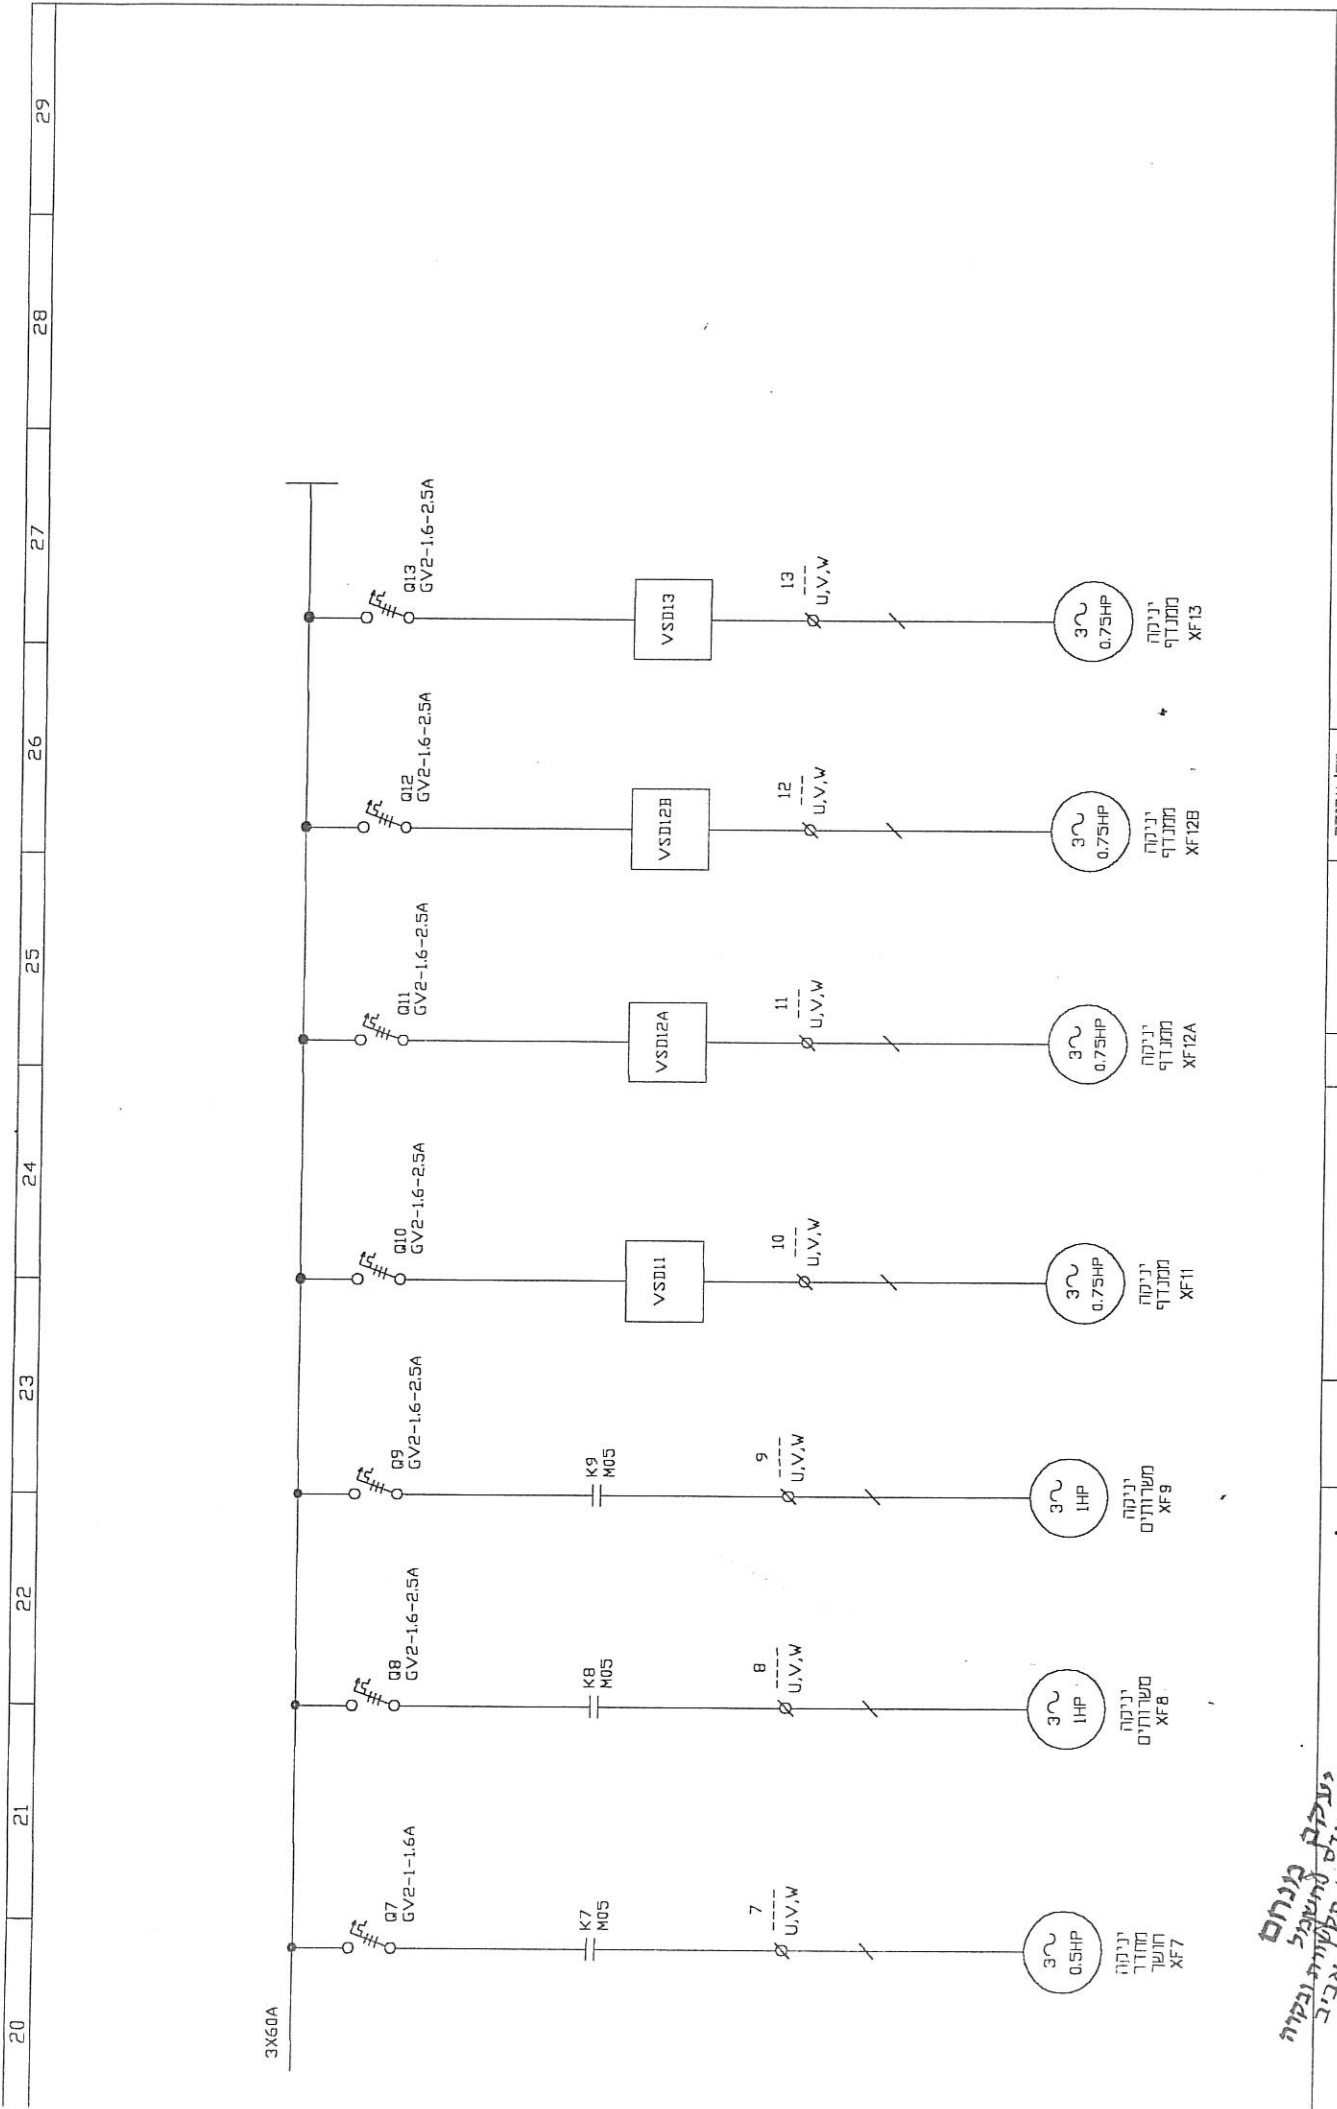 20 21 22 23 24 25 26 27 28 29
3X60A
Q7
GV2-1-1.6A
K7
M05
7
U,V,W
3~
0.5HP
יניקה
מחדר
חושך
XF7
Q8
GV2-1.6-2.5A
K8
M05
8
U,V,W
3~
1HP
יניקה
משרותים
XF8
Q9
GV2-1.6-2.5A
K9
M05
9
U,V,W
3~
1HP
יניקה
משרותים
XF9
Q10
GV2-1.6-2.5A
VSD11
10
U,V,W
3~
0.75HP
יניקה
ממנדף
XF11
Q11
GV2-1.6-2.5A
VSD12A
11
U,V,W
3~
0.75HP
יניקה
ממנדף
XF12A
Q12
GV2-1.6-2.5A
VSD12B
12
U,V,W
3~
0.75HP
יניקה
ממנדף
XF12B
Q13
GV2-1.6-2.5A
VSD13
13
U,V,W
3~
0.75HP
יניקה
ממנדף
XF13